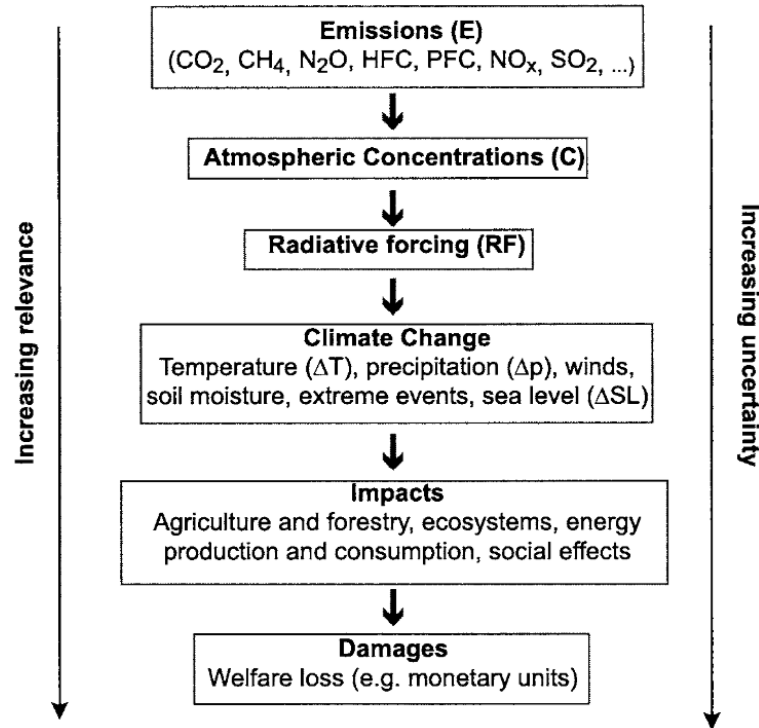 Emissions (E)
(CO₂, CH₄, N₂O, HFC, PFC, NOₓ, SO₂, ...)
Atmospheric Concentrations (C)
Radiative forcing (RF)
Climate Change
Temperature (ΔT), precipitation (Δp), winds,
soil moisture, extreme events, sea level (ΔSL)
Impacts
Agriculture and forestry, ecosystems, energy
production and consumption, social effects
Damages
Welfare loss (e.g. monetary units)
Increasing relevance
Increasing uncertainty